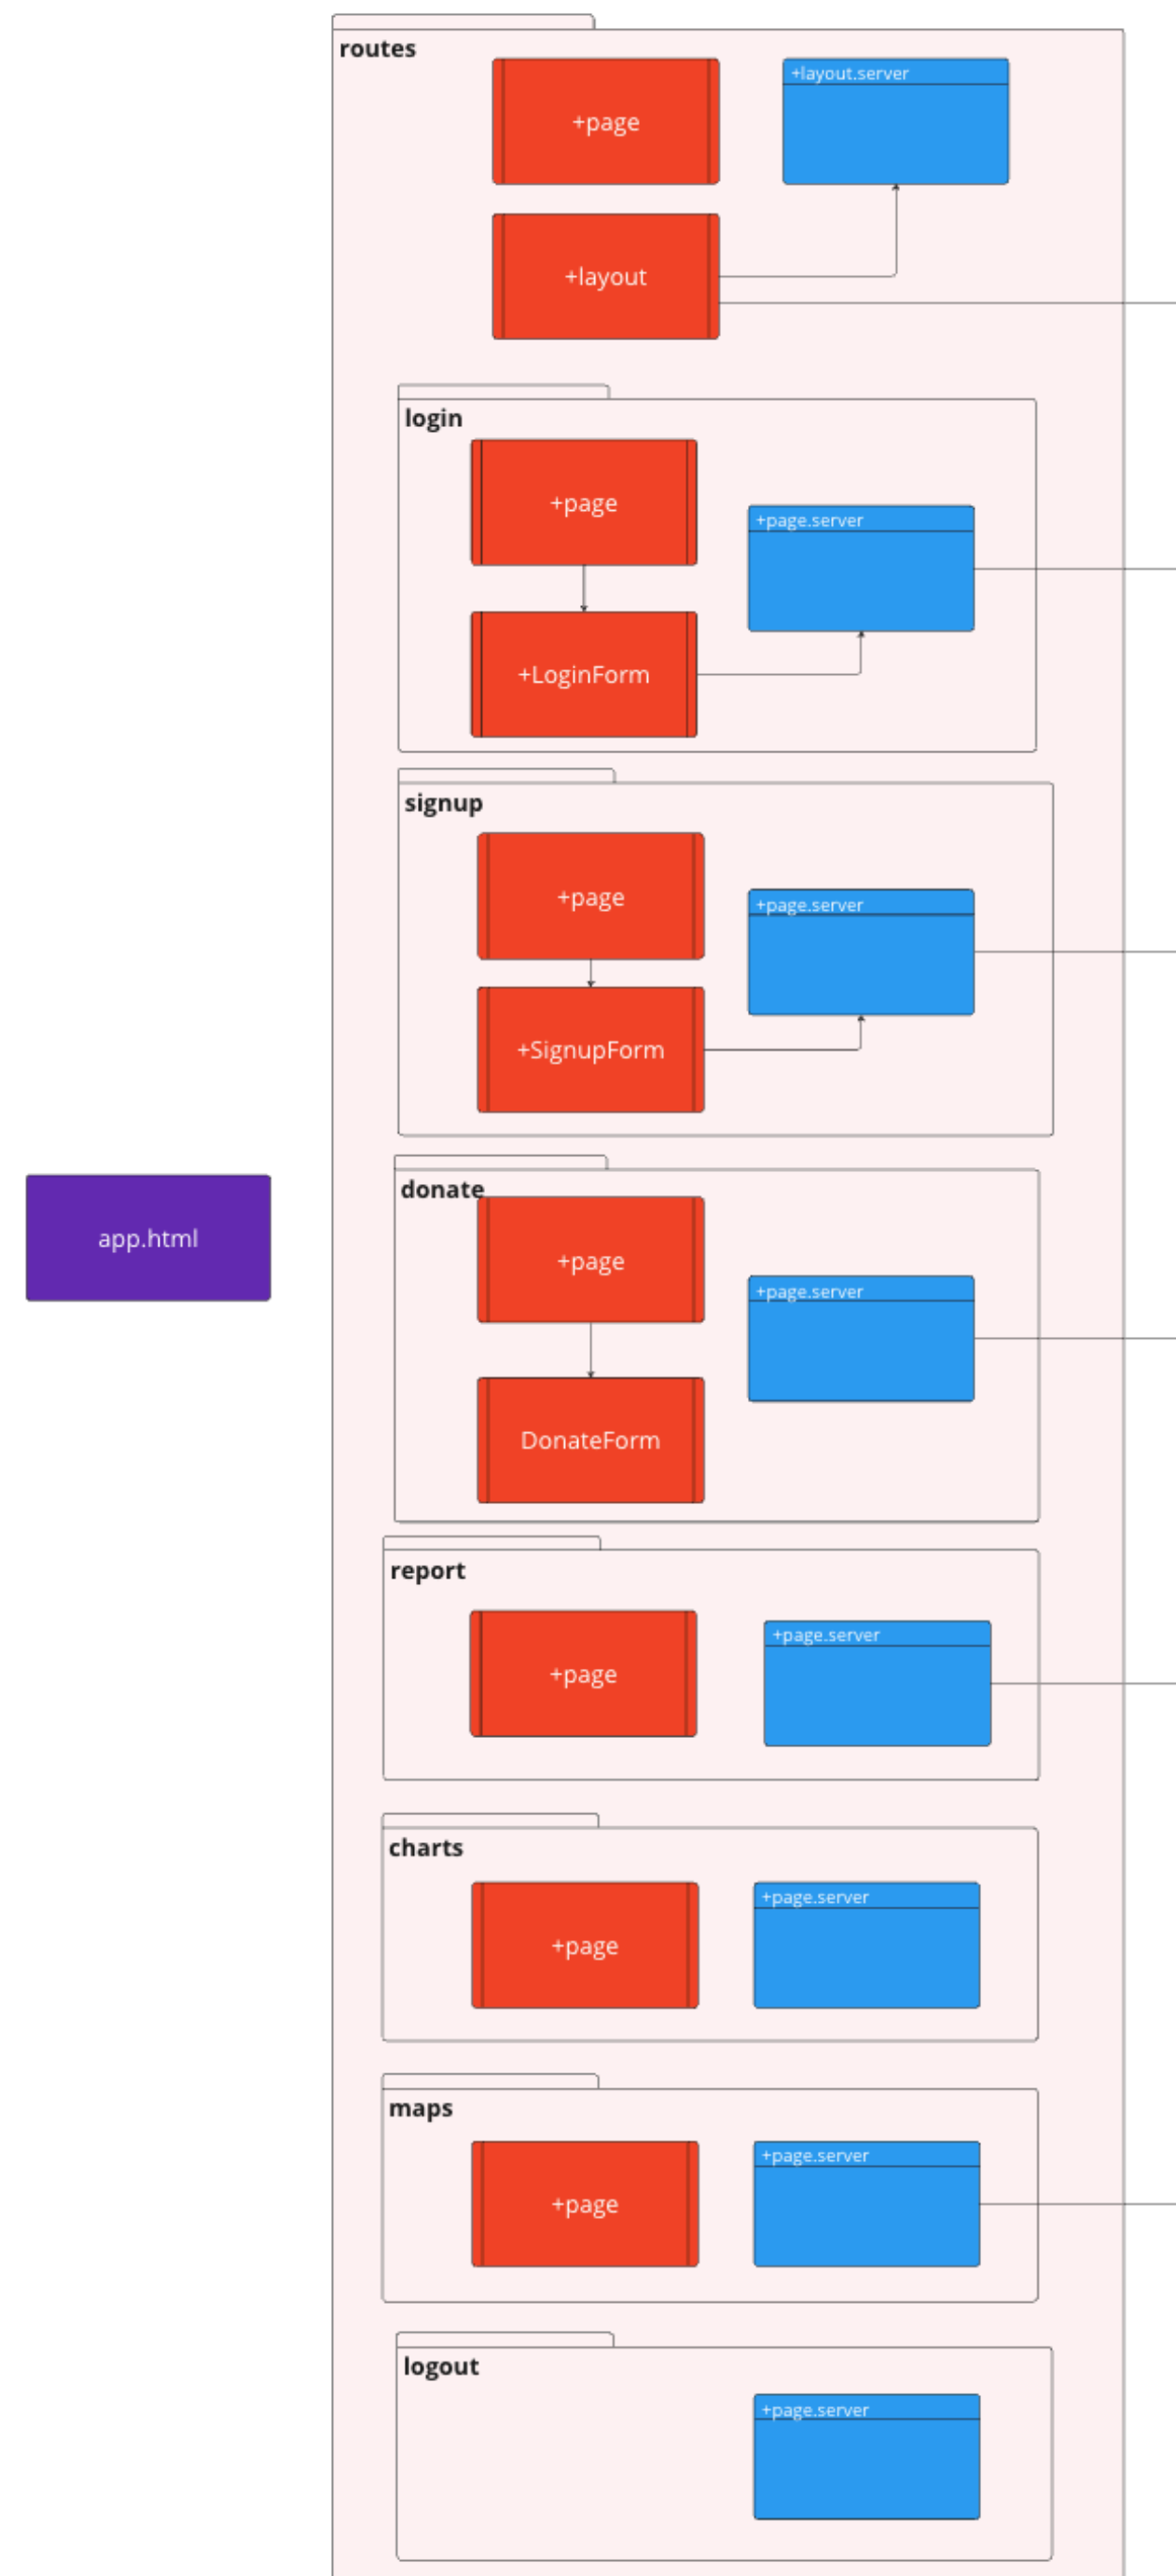 routes
+page
+layout.server
+layout
login
+page
+page.server
+LoginForm
signup
+page
+page.server
+SignupForm
app.html
donate
+page
+page.server
DonateForm
report
+page
+page.server
charts
+page
+page.server
maps
+page
+page.server
logout
+page.server